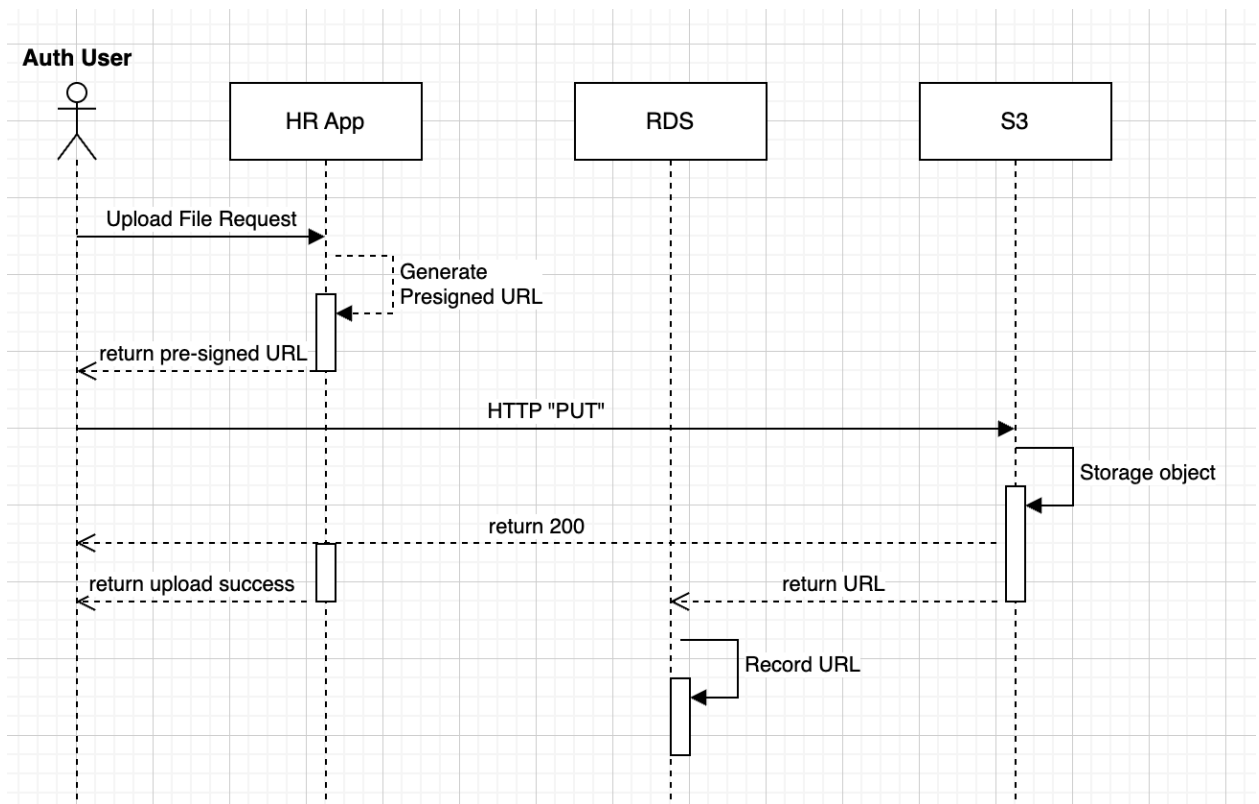 Auth User
HR App
RDS
S3
Upload File Request
Generate
Presigned URL
return pre-signed URL
HTTP "PUT"
Storage object
return 200
return upload success
return URL
Record URL